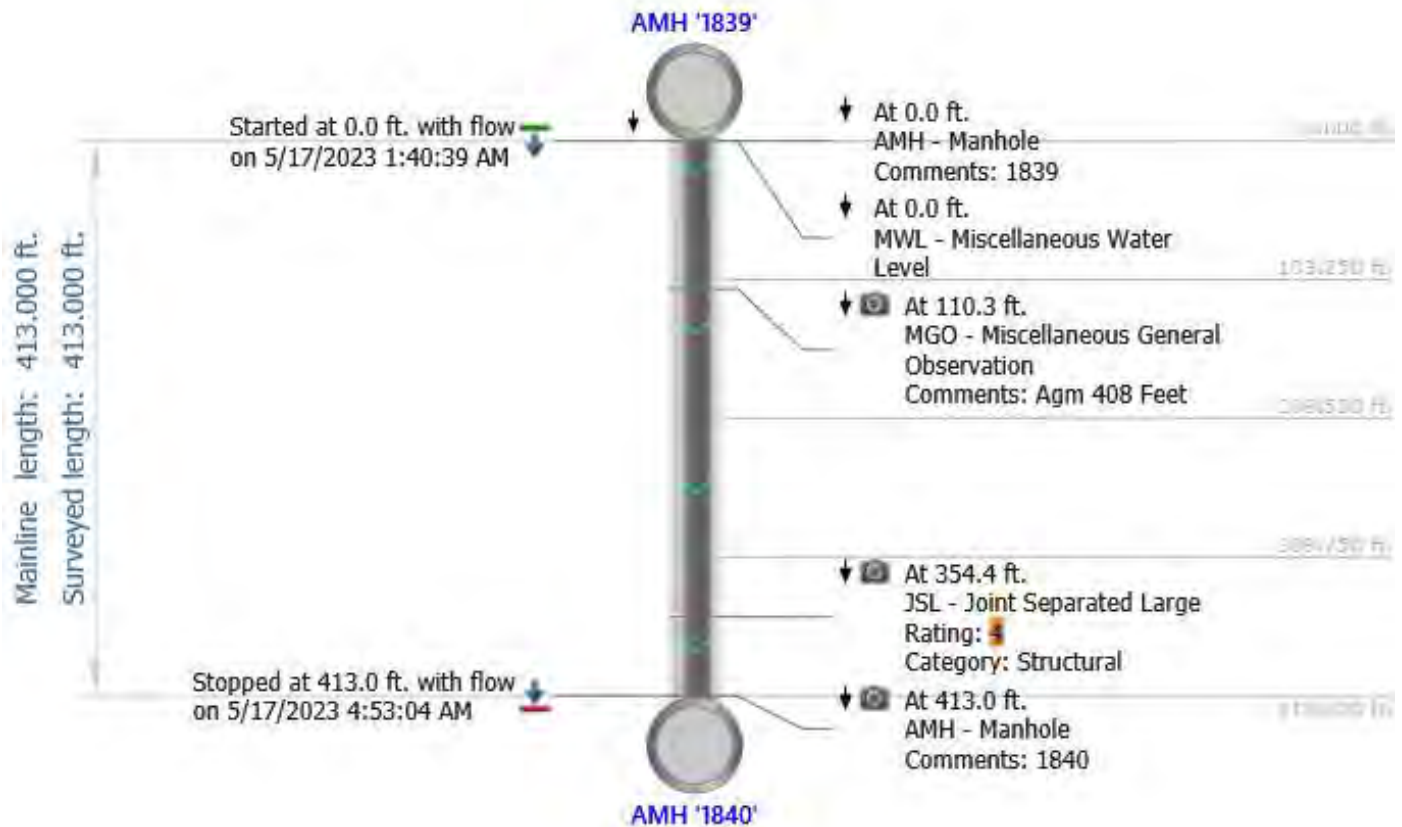 AMH '1839'
Started at 0.0 ft. with flow
on 5/17/2023 1:40:39 AM
At 0.0 ft.
AMH - Manhole
Comments: 1839
At 0.0 ft.
MWL - Miscellaneous Water
Level
103.250 ft.
At 110.3 ft.
MGO - Miscellaneous General
Observation
Comments: Agm 408 Feet
Mainline length: 413.000 ft.
Surveyed length: 413.000 ft.
At 354.4 ft.
JSL - Joint Separated Large
Rating: 4
Category: Structural
Stopped at 413.0 ft. with flow
on 5/17/2023 4:53:04 AM
At 413.0 ft.
AMH - Manhole
Comments: 1840
AMH '1840'